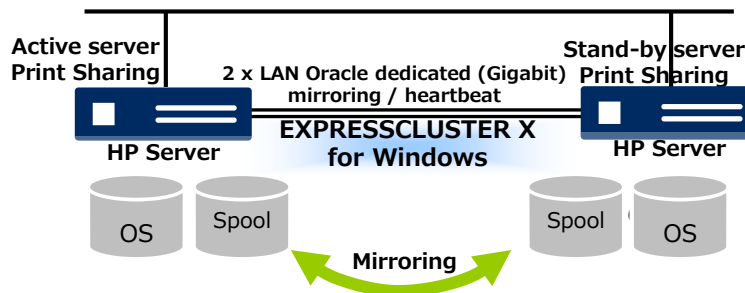 Active server
Print Sharing
Stand-by server
Print Sharing
2 x LAN Oracle dedicated (Gigabit)
mirroring / heartbeat
EXPRESSCLUSTER X
for Windows
HP Server
HP Server
OS
Spool
Spool
OS
Mirroring